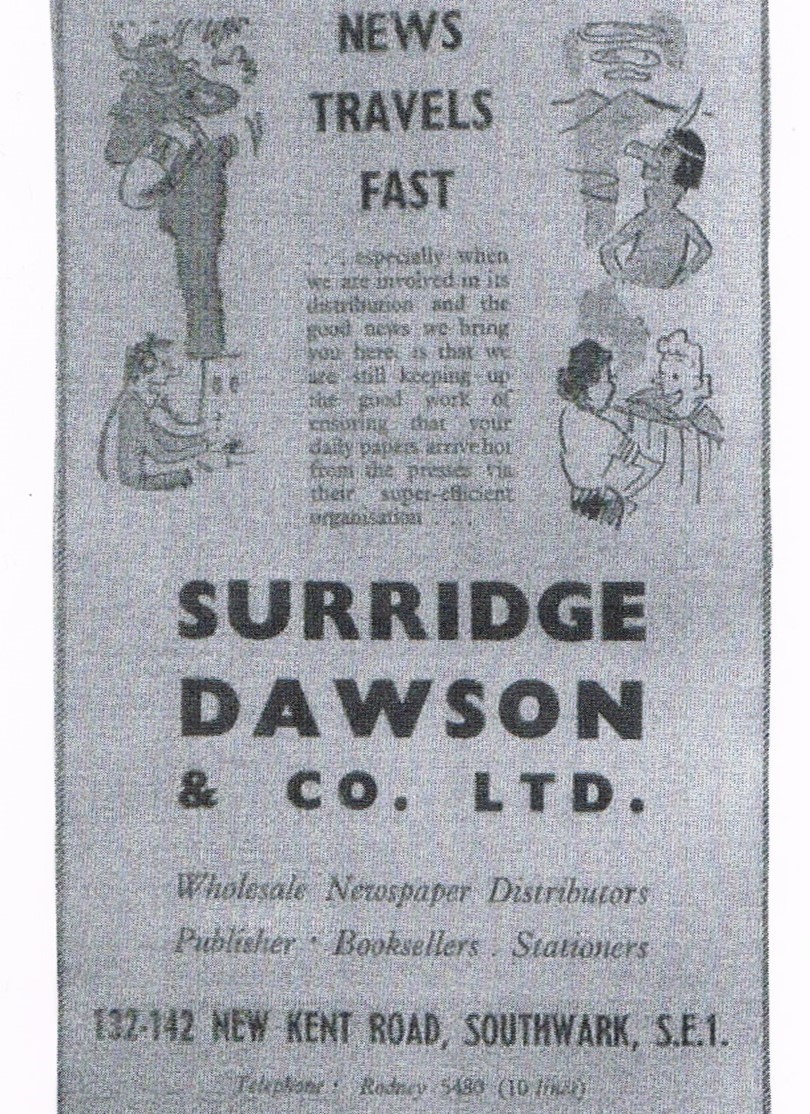 NEWS
TRAVELS
FAST
. . . especially when
we are involved in its
distribution and the
good news we bring
you here, is that we
are still keeping up
the good work of
ensuring that your
daily papers arrive hot
from the presses via
their super-efficient
organisation . . .
SURRIDGE
DAWSON
& CO. LTD.
Wholesale Newspaper Distributors
Publisher · Booksellers . Stationers
132-142 NEW KENT ROAD, SOUTHWARK, S.E.1.
Telephone : Rodney 5480 (10 lines)